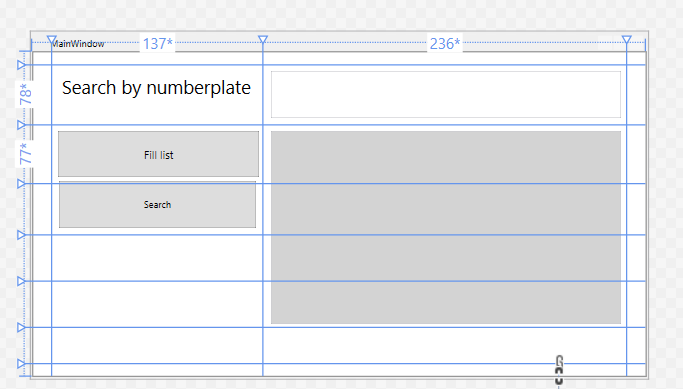 MainWindow
137*
236*
78*
Search by numberplate
77*
Fill list
Search